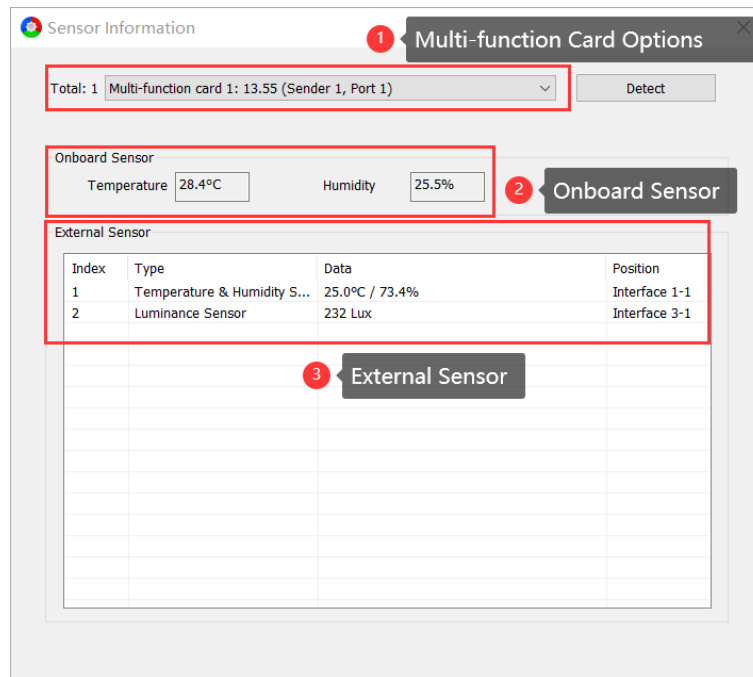 Sensor Information
1 Multi-function Card Options
Total: 1 Multi-function card 1: 13.55 (Sender 1, Port 1) Detect
Onboard Sensor
Temperature 28.4ºC Humidity 25.5%
2 Onboard Sensor
External Sensor
Index Type Data Position
1 Temperature & Humidity S... 25.0ºC / 73.4% Interface 1-1
2 Luminance Sensor 232 Lux Interface 3-1
3 External Sensor